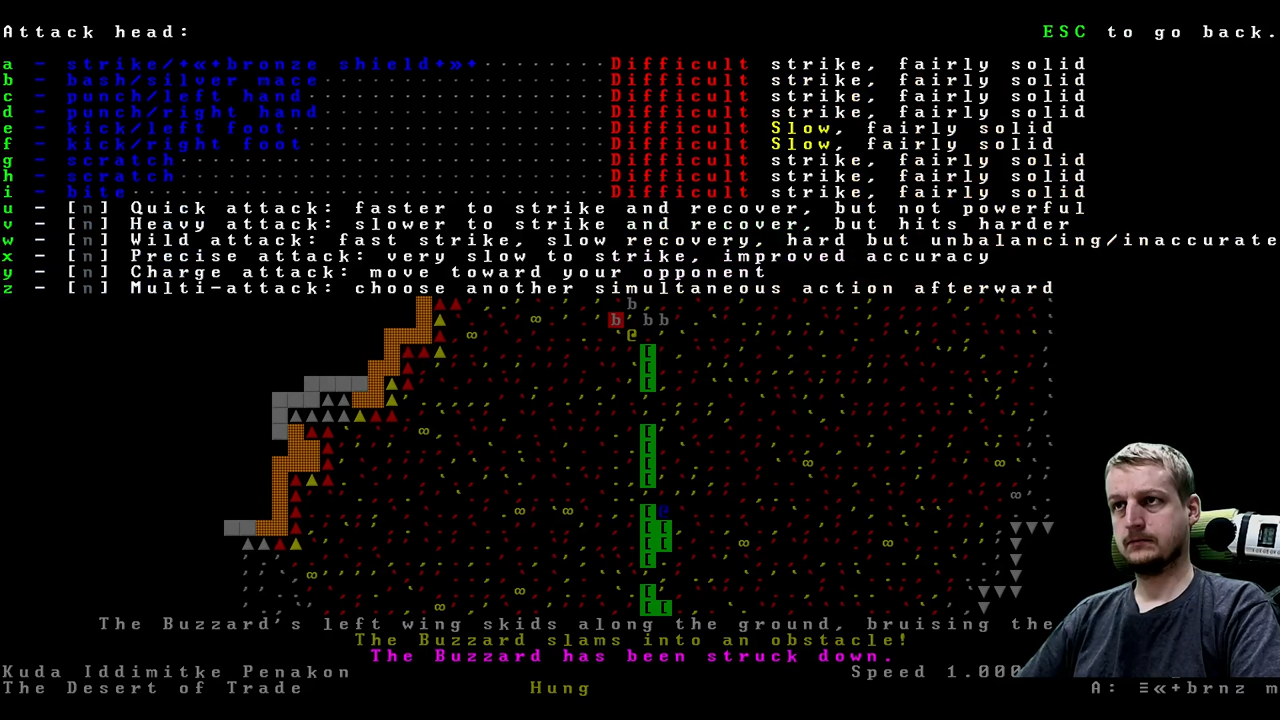 Attack head: ESC to go back.
a - strike/+«+bronze shield+»+ Difficult strike, fairly solid
b - bash/silver mace Difficult strike, fairly solid
c - punch/left hand Difficult strike, fairly solid
d - punch/right hand Difficult strike, fairly solid
e - kick/left foot Difficult Slow, fairly solid
f - kick/right foot Difficult Slow, fairly solid
g - scratch Difficult strike, fairly solid
h - scratch Difficult strike, fairly solid
i - bite Difficult strike, fairly solid
u - [n] Quick attack: faster to strike and recover, but not powerful
v - [n] Heavy attack: slower to strike and recover, but hits harder
w - [n] Wild attack: fast strike, slow recovery, hard but unbalancing/inaccurate
x - [n] Precise attack: very slow to strike, improved accuracy
y - [n] Charge attack: move toward your opponent
z - [n] Multi-attack: choose another simultaneous action afterward
The Buzzard's left wing skids along the ground, bruising the
The Buzzard slams into an obstacle!
The Buzzard has been struck down.
Kuda Iddimitke Penakon Speed 1.000
The Desert of Trade Hung A: ≡«+brnz m